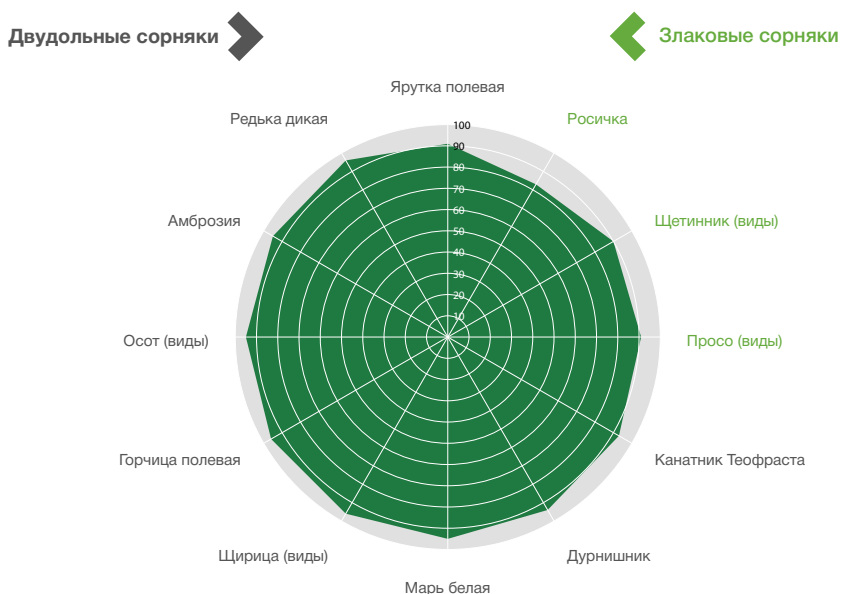 Двудольные сорняки
Злаковые сорняки
Ярутка полевая
Редька дикая
Росичка
Амброзия
Щетинник (виды)
Осот (виды)
Просо (виды)
Горчица полевая
Канатник Теофраста
Щирица (виды)
Дурнишник
Марь белая
100
90
80
70
60
50
40
30
20
10